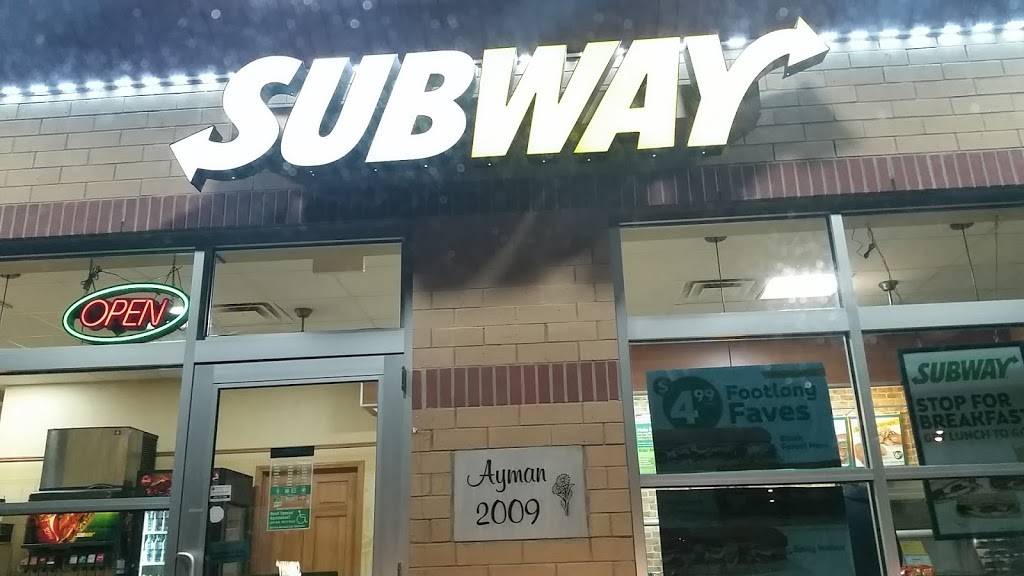 SUBWAY
OPEN
$4.99
Footlong
Faves
SUBWAY
STOP FOR
BREAKFAST
Ayman
2009